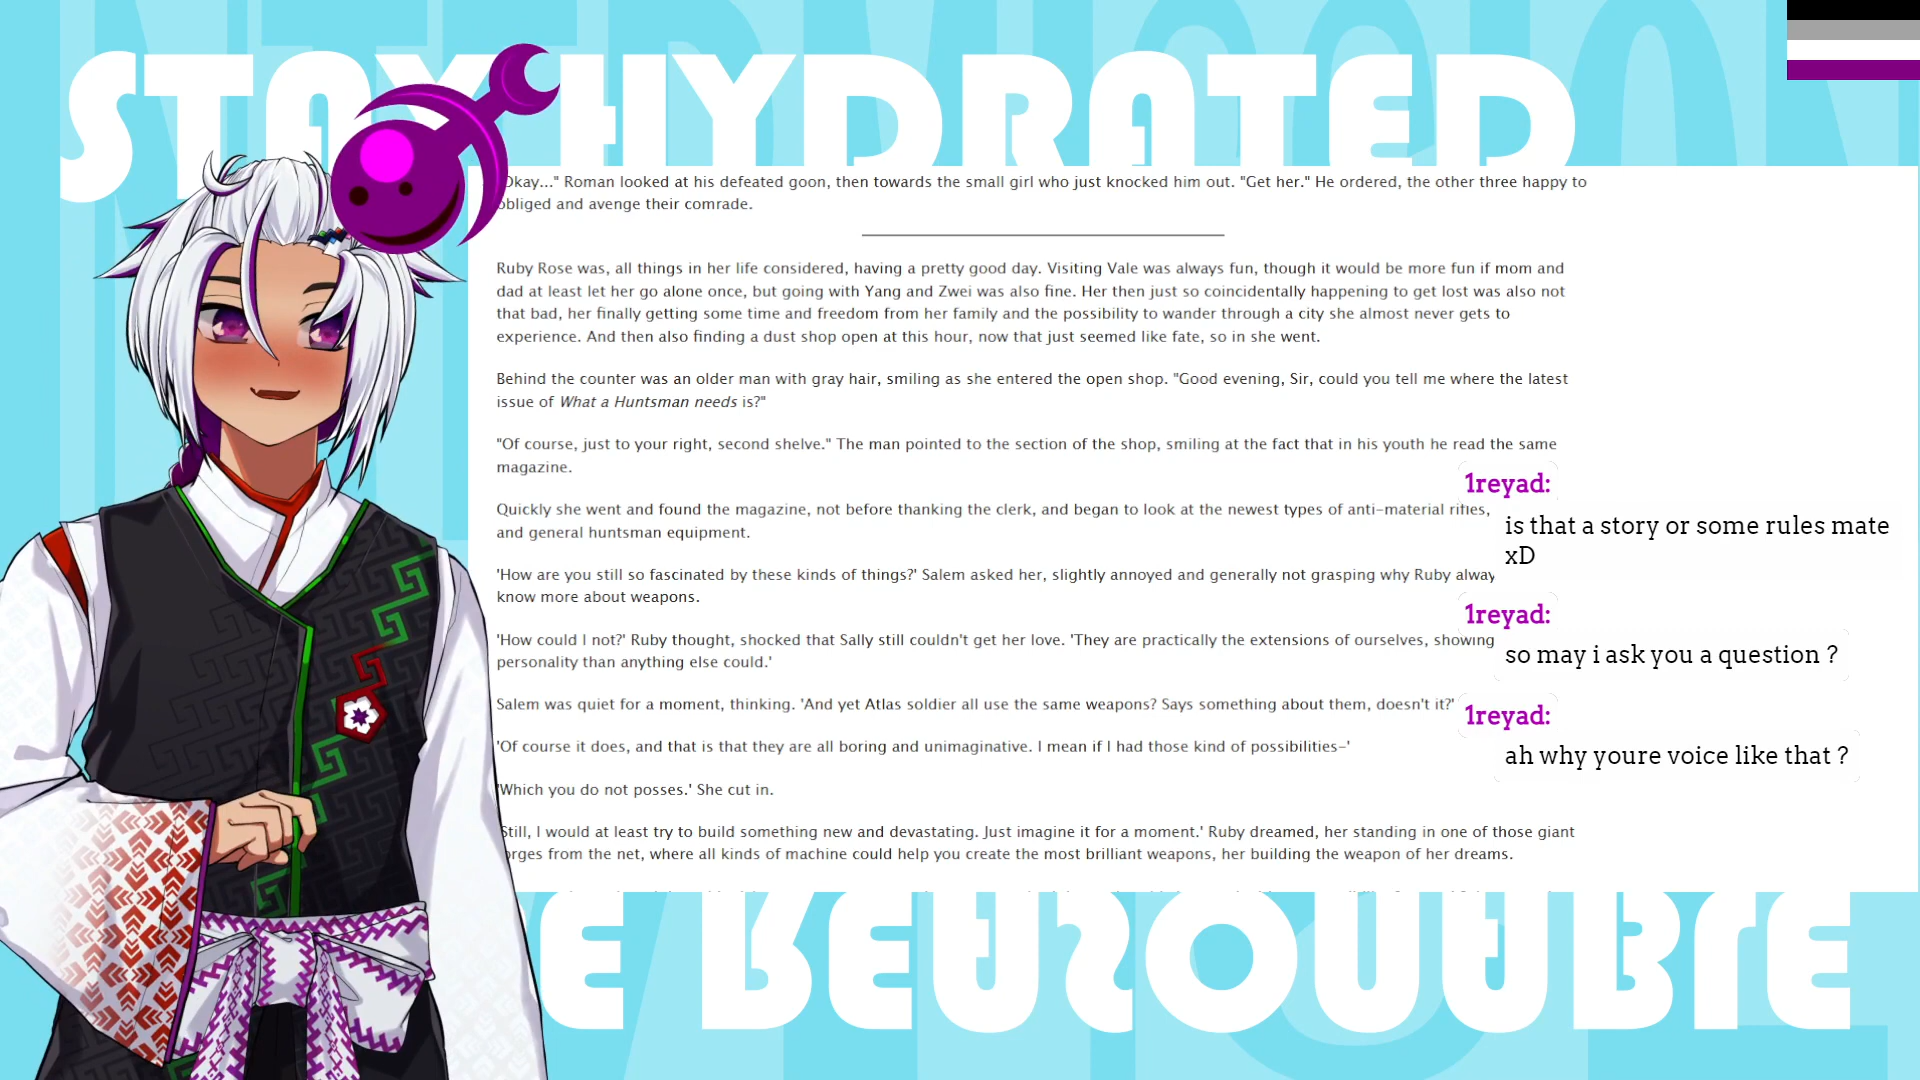 STAY HYDRATED
Okay..." Roman looked at his defeated goon, then towards the small girl who just knocked him out. "Get her." He ordered, the other three happy to
obliged and avenge their comrade.
Ruby Rose was, all things in her life considered, having a pretty good day. Visiting Vale was always fun, though it would be more fun if mom and
dad at least let her go alone once, but going with Yang and Zwei was also fine. Her then just so coincidentally happening to get lost was also not
that bad, her finally getting some time and freedom from her family and the possibility to wander through a city she almost never gets to
experience. And then also finding a dust shop open at this hour, now that just seemed like fate, so in she went.
Behind the counter was an older man with gray hair, smiling as she entered the open shop. "Good evening, Sir, could you tell me where the latest
issue of What a Huntsman needs is?"
"Of course, just to your right, second shelve." The man pointed to the section of the shop, smiling at the fact that in his youth he read the same
magazine.
Quickly she went and found the magazine, not before thanking the clerk, and began to look at the newest types of anti-material rifles,
and general huntsman equipment.
'How are you still so fascinated by these kinds of things?' Salem asked her, slightly annoyed and generally not grasping why Ruby alway
know more about weapons.
'How could I not?' Ruby thought, shocked that Sally still couldn't get her love. 'They are practically the extensions of ourselves, showing
personality than anything else could.'
Salem was quiet for a moment, thinking. 'And yet Atlas soldier all use the same weapons? Says something about them, doesn't it?'
'Of course it does, and that is that they are all boring and unimaginative. I mean if I had those kind of possibilities-'
'Which you do not posses.' She cut in.
Still, I would at least try to build something new and devastating. Just imagine it for a moment.' Ruby dreamed, her standing in one of those giant
orges from the net, where all kinds of machine could help you create the most brilliant weapons, her building the weapon of her dreams.
1reyad:
is that a story or some rules mate
xD
1reyad:
so may i ask you a question ?
1reyad:
ah why youre voice like that ?